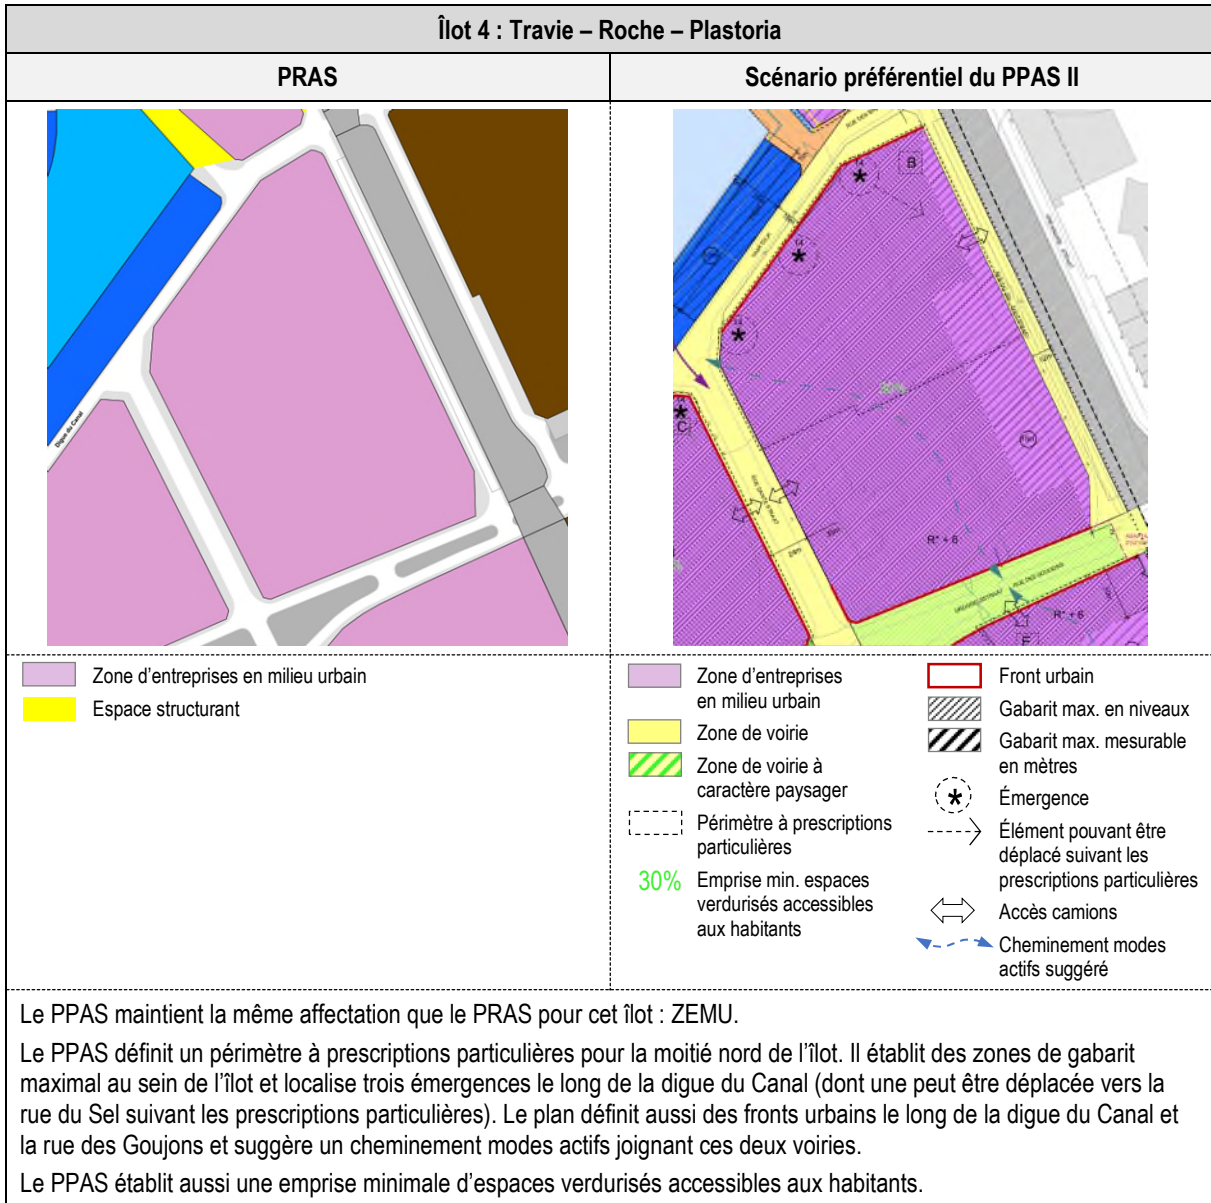 Îlot 4 : Travie – Roche – Plastoria
PRAS
Scénario préférentiel du PPAS II
Digue du Canal
14
B
14
14
14
C
30%
R* + 6
RUE DES GOUJONS
R* + 6
E
Zone d'entreprises en milieu urbain
Espace structurant
Zone d'entreprises
en milieu urbain
Zone de voirie
Zone de voirie à
caractère paysager
Périmètre à prescriptions
particulières
30% Emprise min. espaces
verdurisés accessibles
aux habitants
Front urbain
Gabarit max. en niveaux
Gabarit max. mesurable
en mètres
Émergence
Élément pouvant être
déplacé suivant les
prescriptions particulières
Accès camions
Cheminement modes
actifs suggéré
Le PPAS maintient la même affectation que le PRAS pour cet îlot : ZEMU.
Le PPAS définit un périmètre à prescriptions particulières pour la moitié nord de l'îlot. Il établit des zones de gabarit
maximal au sein de l'îlot et localise trois émergences le long de la digue du Canal (dont une peut être déplacée vers la
rue du Sel suivant les prescriptions particulières). Le plan définit aussi des fronts urbains le long de la digue du Canal et
la rue des Goujons et suggère un cheminement modes actifs joignant ces deux voiries.
Le PPAS établit aussi une emprise minimale d'espaces verdurisés accessibles aux habitants.